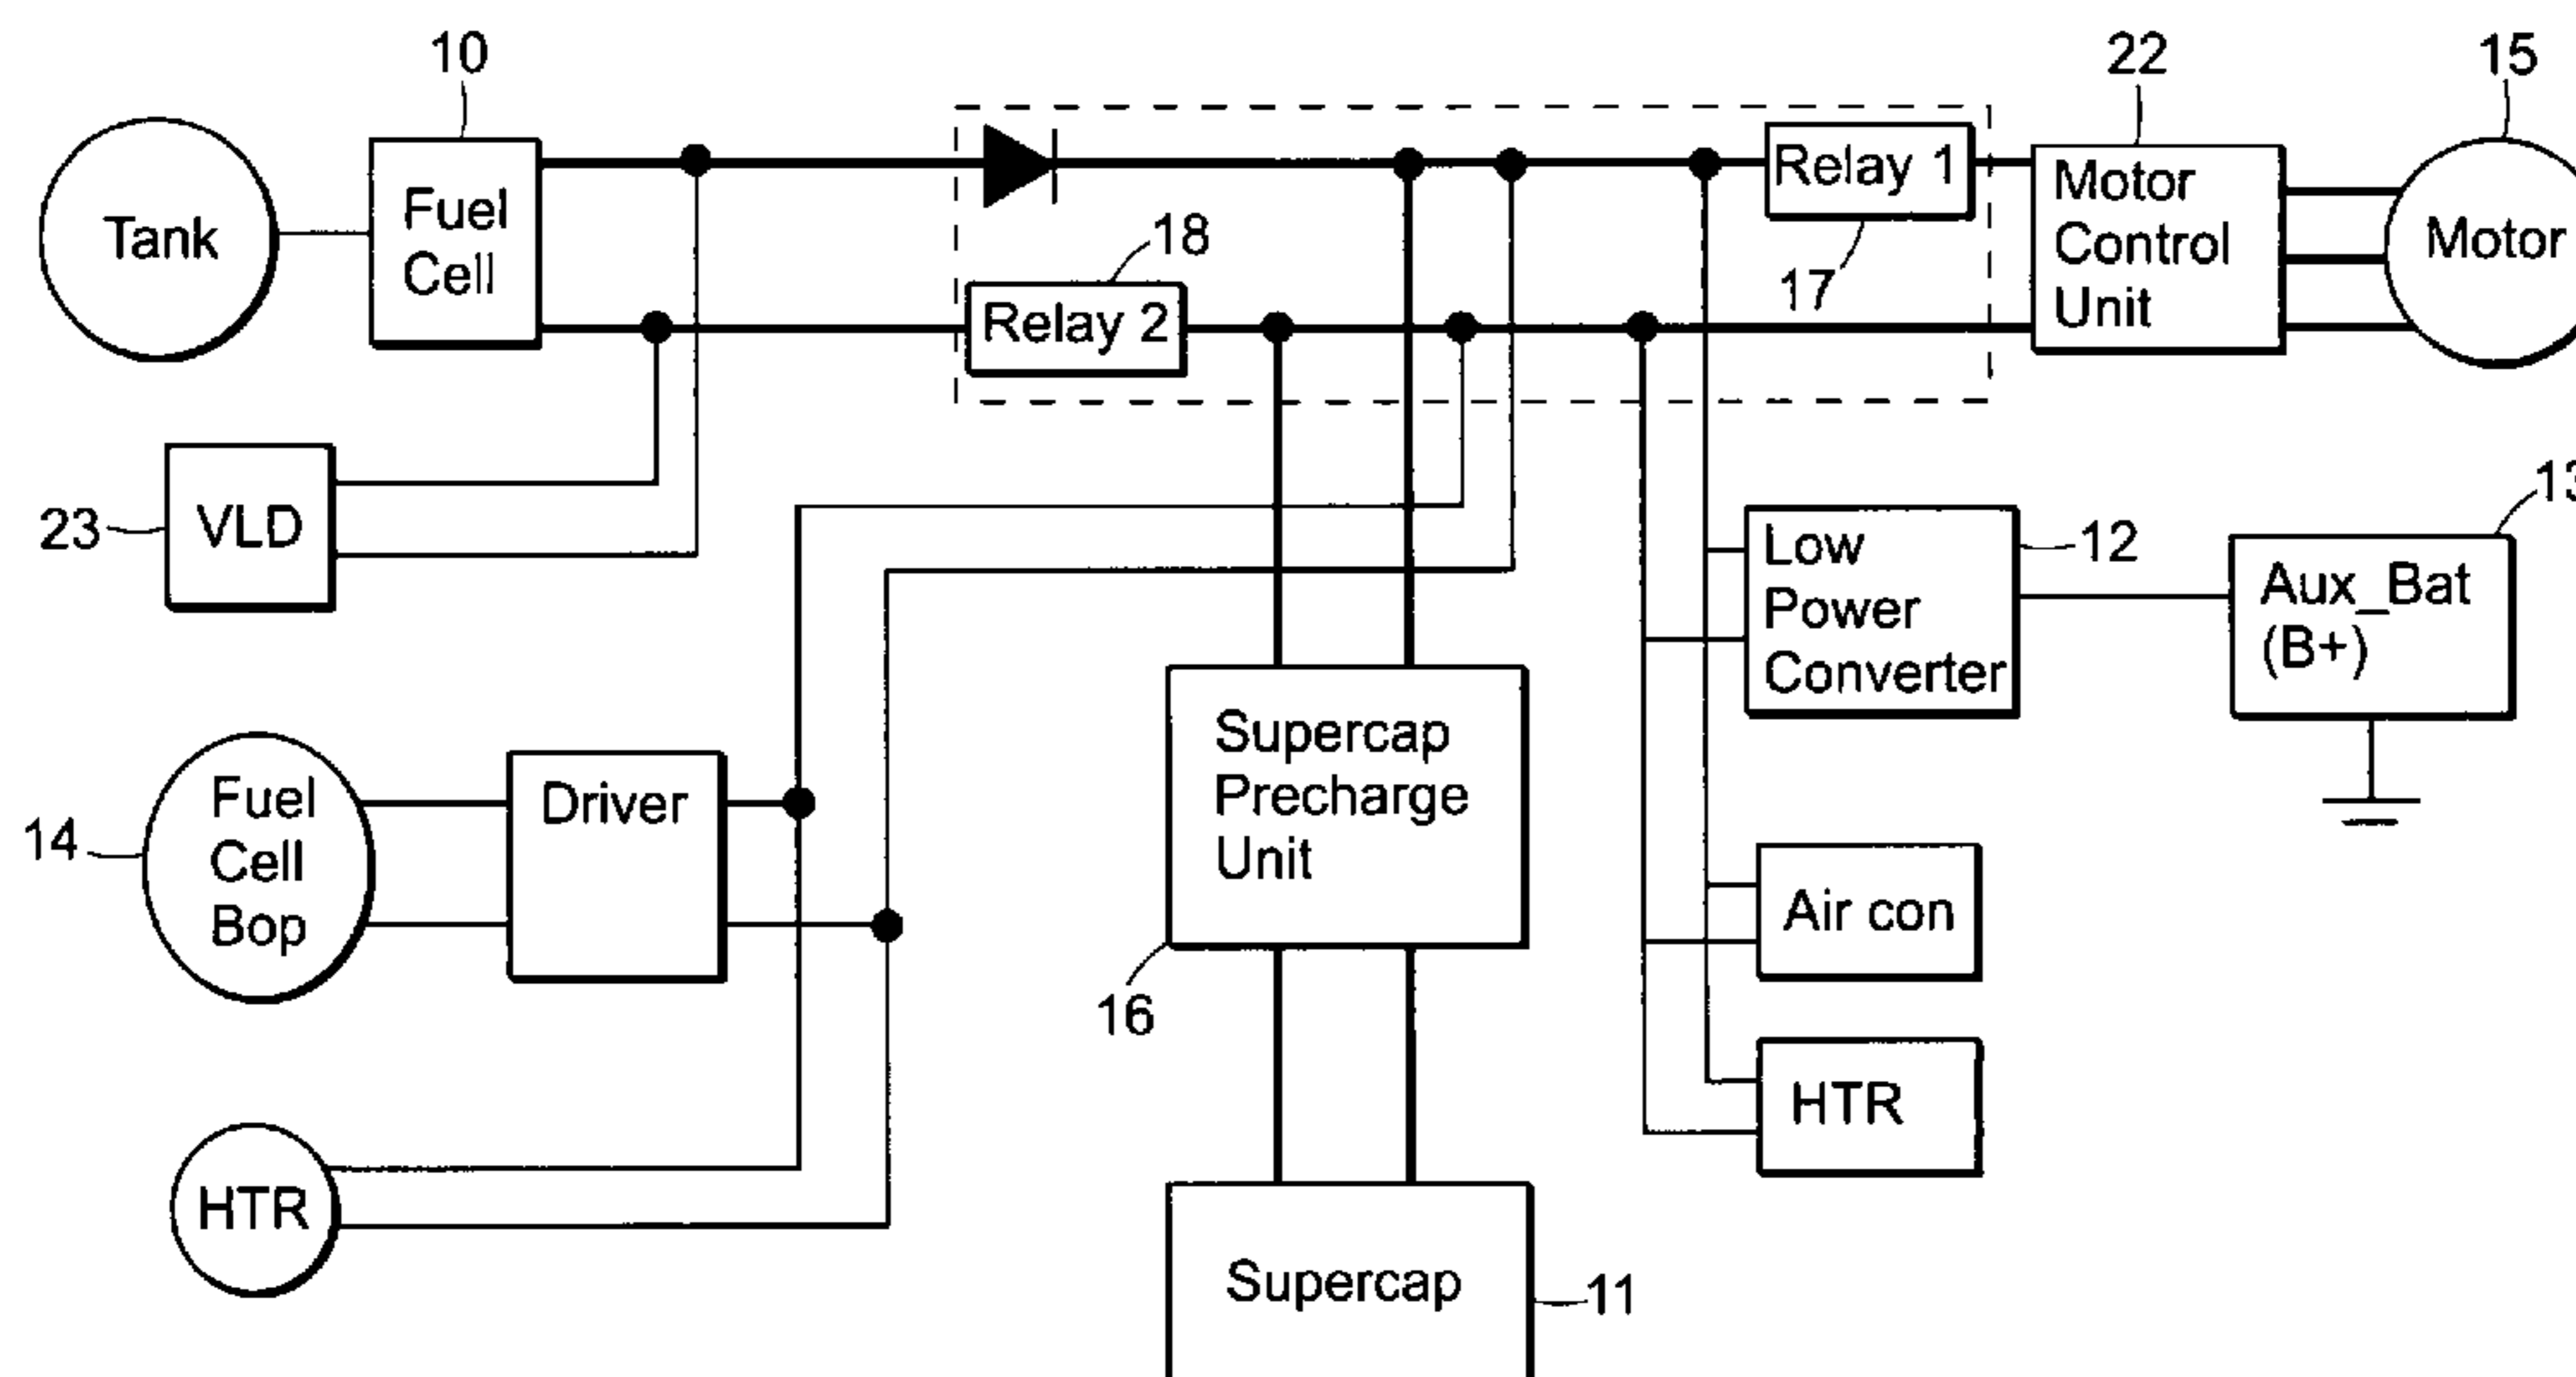 10
22
15
Tank
Fuel
Cell
Relay 1
Motor
Control
Unit
Motor
18
17
Relay 2
23
VLD
Low
Power
Converter
12
13
Aux_Bat
(B+)
Supercap
Precharge
Unit
14
Fuel
Cell
Bop
Driver
Air con
16
HTR
HTR
Supercap
11